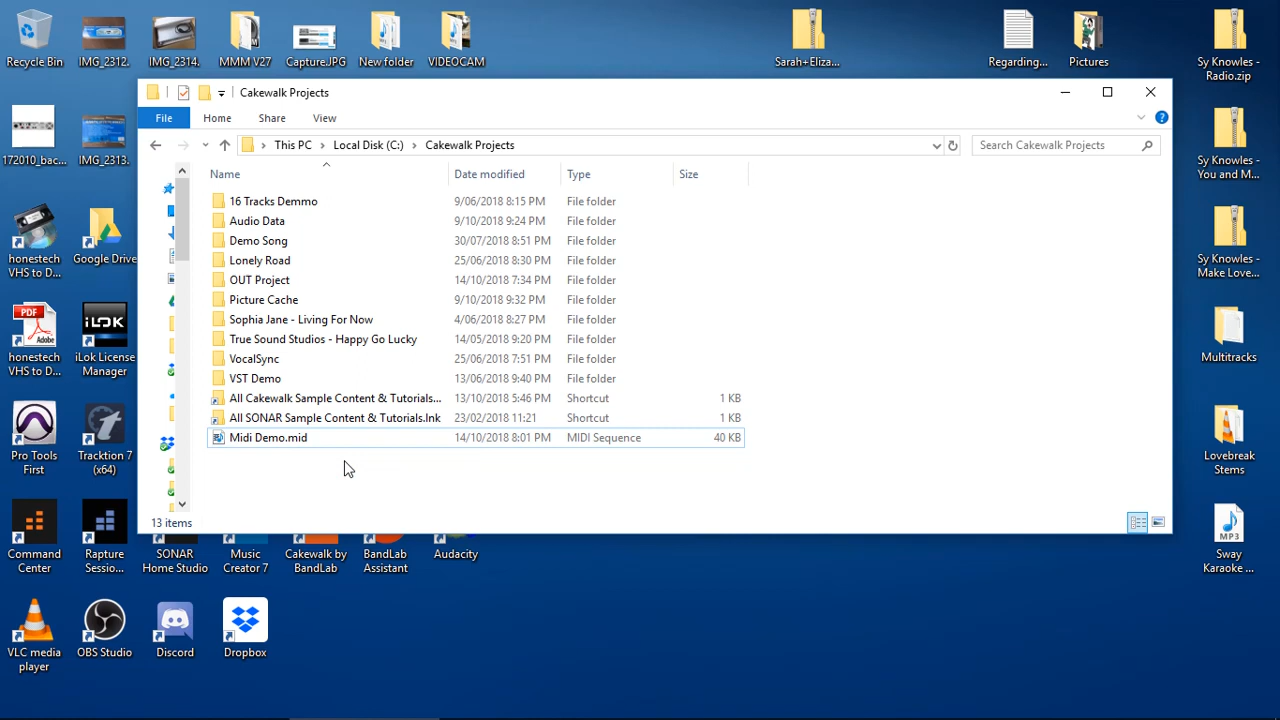 Recycle Bin
IMG_2312.
IMG_2314.
MMM V27
Capture.JPG
New folder
VIDEOCAM
Sarah+Eliza...
Regarding...
Pictures
Sy Knowles - Radio.zip
Cakewalk Projects
File
Home
Share
View
This PC
Local Disk (C:)
Cakewalk Projects
Search Cakewalk Projects
Name
Date modified
Type
Size
16 Tracks Demmo 9/06/2018 8:15 PM File folder
Audio Data 9/10/2018 9:24 PM File folder
Demo Song 30/07/2018 8:51 PM File folder
Lonely Road 25/06/2018 8:30 PM File folder
OUT Project 14/10/2018 7:34 PM File folder
Picture Cache 9/10/2018 9:32 PM File folder
Sophia Jane - Living For Now 4/06/2018 8:27 PM File folder
True Sound Studios - Happy Go Lucky 14/05/2018 9:20 PM File folder
VocalSync 25/06/2018 7:51 PM File folder
VST Demo 13/06/2018 9:40 PM File folder
All Cakewalk Sample Content & Tutorials... 13/10/2018 5:46 PM Shortcut 1 KB
All SONAR Sample Content & Tutorials.lnk 23/02/2018 11:21 Shortcut 1 KB
Midi Demo.mid 14/10/2018 8:01 PM MIDI Sequence 40 KB
13 items
172010_bac...
IMG_2313.
honestech VHS to D...
Google Drive
PDF
honestech VHS to D...
iLOK
iLok License Manager
Pro Tools First
Tracktion 7 (x64)
Command Center
Rapture Sessio...
SONAR Home Studio
Music Creator 7
Cakewalk by BandLab
BandLab Assistant
Audacity
VLC media player
OBS Studio
Discord
Dropbox
Sy Knowles - You and M...
Sy Knowles - Make Love...
Multitracks
Lovebreak Stems
MP3
Sway Karaoke ...